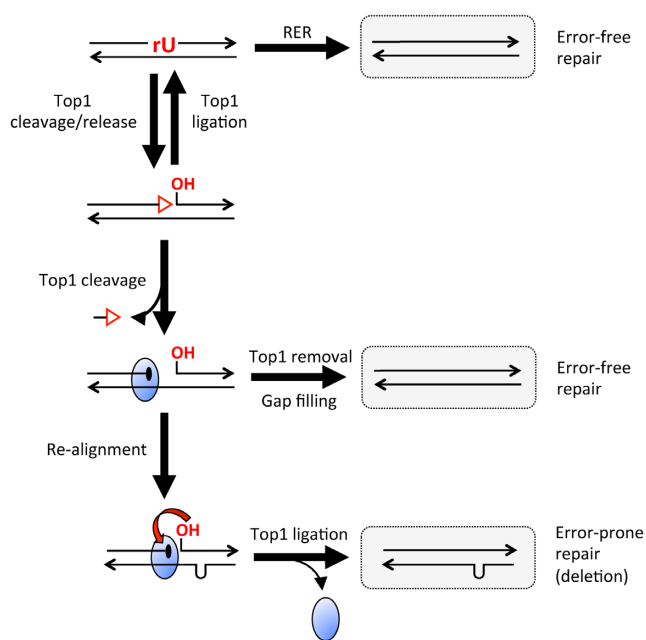 rU
RER
Error-free
repair
Top1
cleavage/release
Top1
ligation
OH
Top1 cleavage
OH
Top1 removal
Gap filling
Error-free
repair
Re-alignment
OH
Top1 ligation
Error-prone
repair
(deletion)